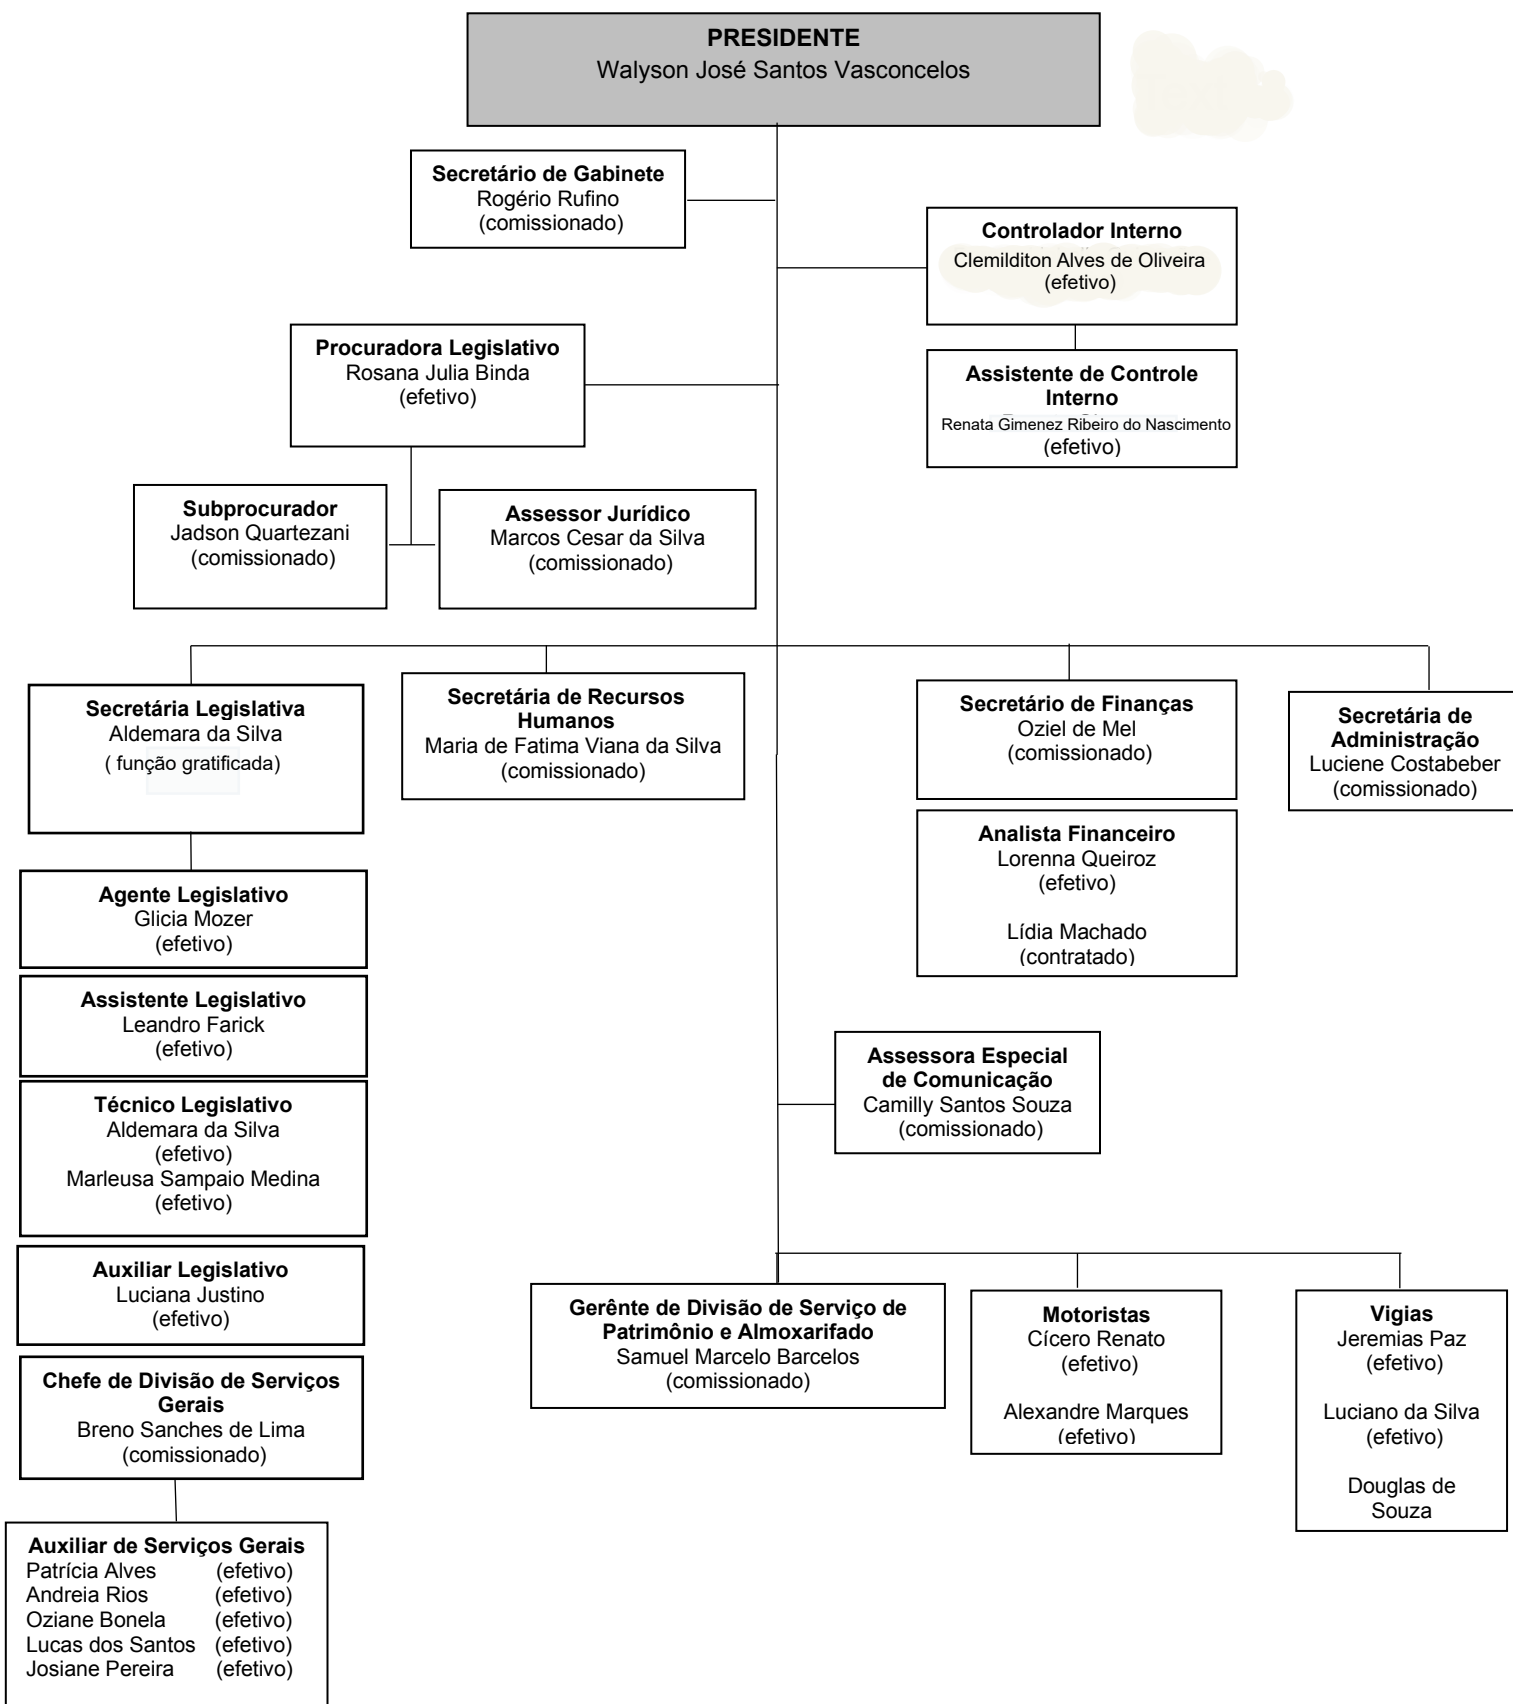 PRESIDENTE
Walyson José Santos Vasconcelos
Secretário de Gabinete
Rogério Rufino
(comissionado)
Controlador Interno
Clemilditon Alves de Oliveira
(efetivo)
Procuradora Legislativo
Rosana Julia Binda
(efetivo)
Assistente de Controle
Interno
Renata Gimenez Ribeiro do Nascimento
(efetivo)
Subprocurador
Jadson Quartezani
(comissionado)
Assessor Jurídico
Marcos Cesar da Silva
(comissionado)
Secretária Legislativa
Aldemara da Silva
( função gratificada)
Secretária de Recursos
Humanos
Maria de Fatima Viana da Silva
(comissionado)
Secretário de Finanças
Oziel de Mel
(comissionado)
Secretária de
Administração
Luciene Costabeber
(comissionado)
Analista Financeiro
Lorenna Queiroz
(efetivo)
Lídia Machado
(contratado)
Agente Legislativo
Glicia Mozer
(efetivo)
Assistente Legislativo
Leandro Farick
(efetivo)
Técnico Legislativo
Aldemara da Silva
(efetivo)
Marleusa Sampaio Medina
(efetivo)
Assessora Especial
de Comunicação
Camilly Santos Souza
(comissionado)
Auxiliar Legislativo
Luciana Justino
(efetivo)
Gerênte de Divisão de Serviço de
Patrimônio e Almoxarifado
Samuel Marcelo Barcelos
(comissionado)
Motoristas
Cícero Renato
(efetivo)
Alexandre Marques
(efetivo)
Vigias
Jeremias Paz
(efetivo)
Luciano da Silva
(efetivo)
Douglas de
Souza
Chefe de Divisão de Serviços
Gerais
Breno Sanches de Lima
(comissionado)
Auxiliar de Serviços Gerais
Patrícia Alves (efetivo)
Andreia Rios (efetivo)
Oziane Bonela (efetivo)
Lucas dos Santos (efetivo)
Josiane Pereira (efetivo)